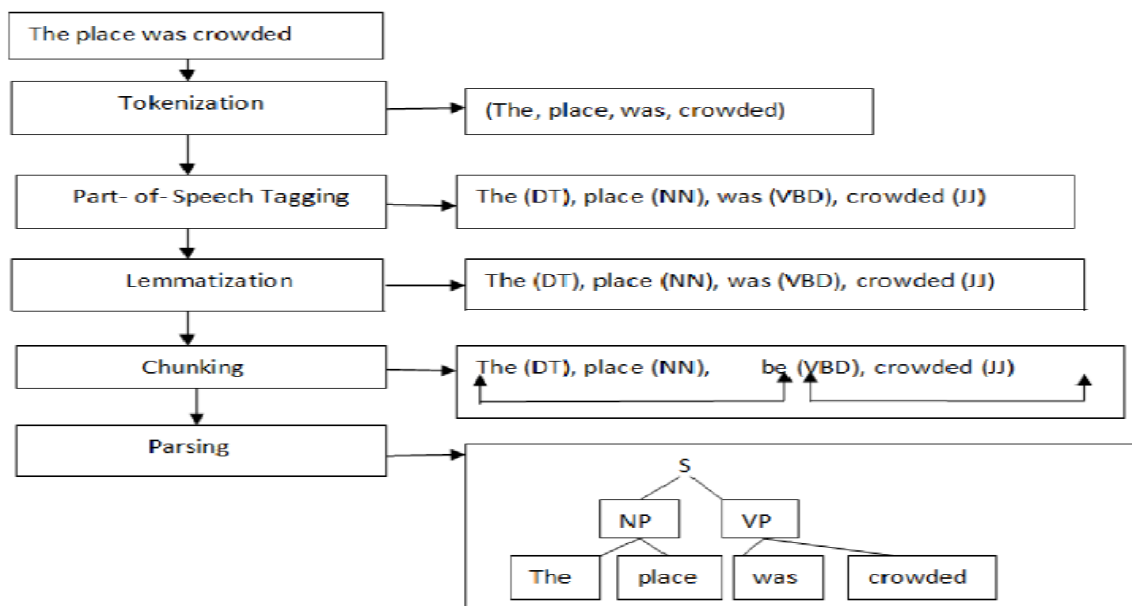 The place was crowded
Tokenization
(The, place, was, crowded)
Part- of- Speech Tagging
The (DT), place (NN), was (VBD), crowded (JJ)
Lemmatization
The (DT), place (NN), was (VBD), crowded (JJ)
Chunking
The (DT), place (NN), be (VBD), crowded (JJ)
Parsing
S
NP VP
The place was crowded